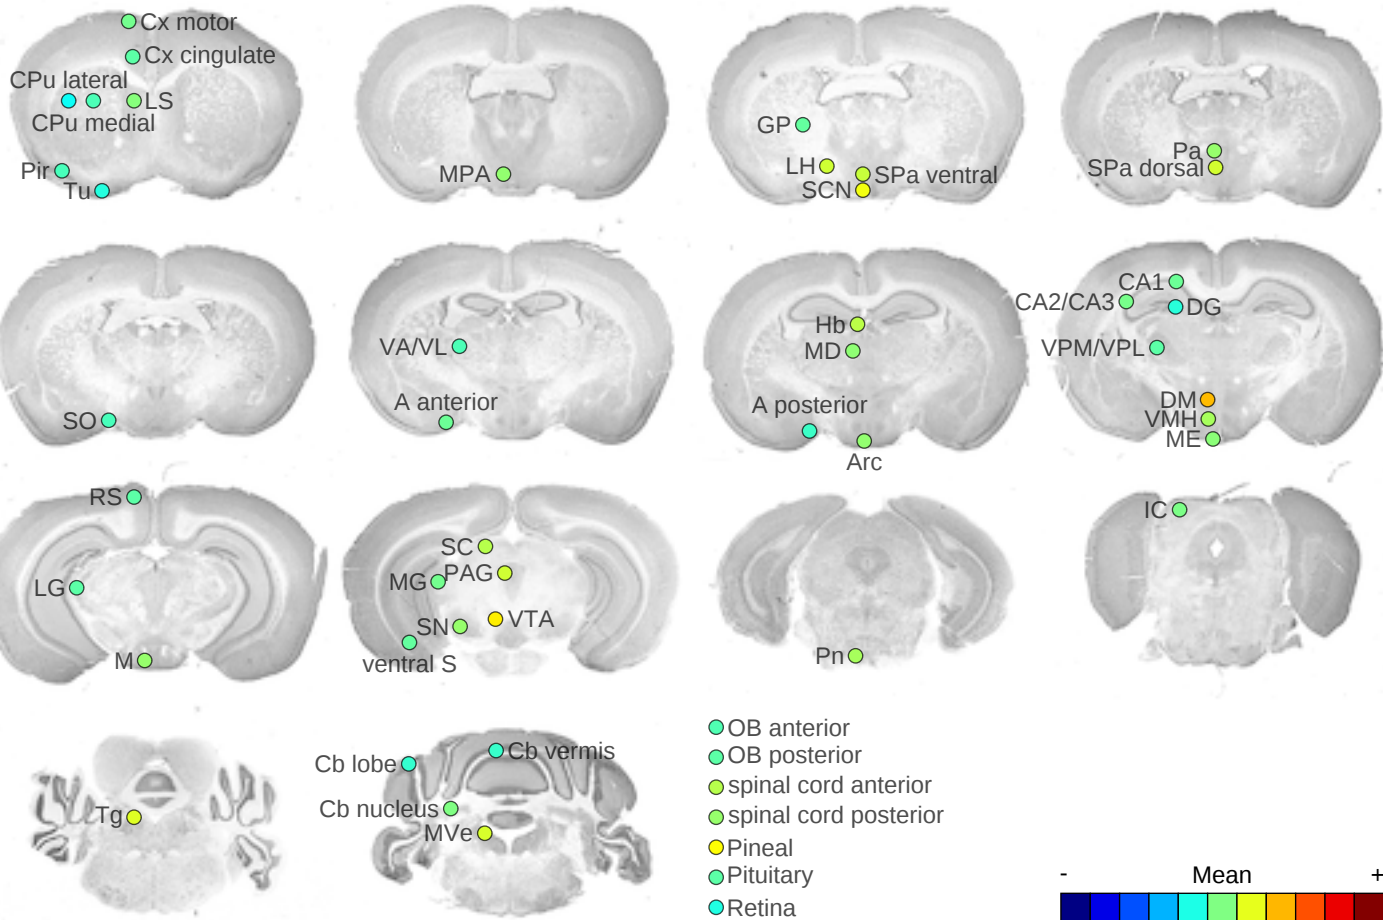 Cx motor
Cx cingulate
CPu lateral
LS
CPu medial
Pir
Tu
MPA
GP
LH
SPa ventral
SCN
Pa
SPa dorsal
SO
VA/VL
A anterior
Hb
MD
A posterior
Arc
CA1
CA2/CA3
DG
VPM/VPL
DM
VMH
ME
RS
LG
M
SC
PAG
MG
VTA
SN
ventral S
Pn
IC
Tg
Cb lobe
Cb vermis
Cb nucleus
MVe
OB anterior
OB posterior
spinal cord anterior
spinal cord posterior
Pineal
Pituitary
Retina
- Mean +